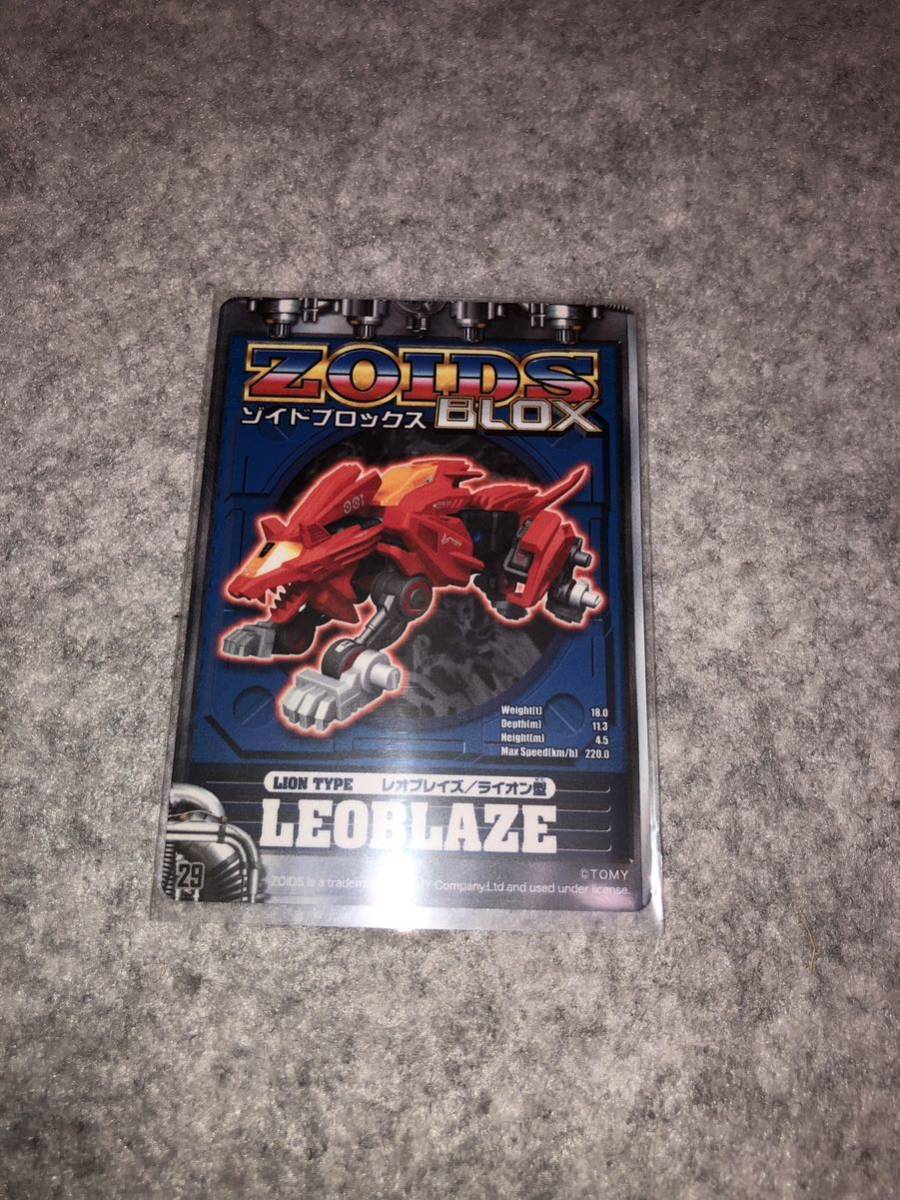 ZOIDS
ゾイドブロックス BLOX
001
Weight(t) 18.0
Depth(m) 11.3
Height(m) 4.5
Max Speed(km/h) 220.0
LION TYPE レオブレイズ/ライオン型
LEOBLAZE
29
©TOMY
ZOIDS is a tradem Y Company,Ltd.and used under license.